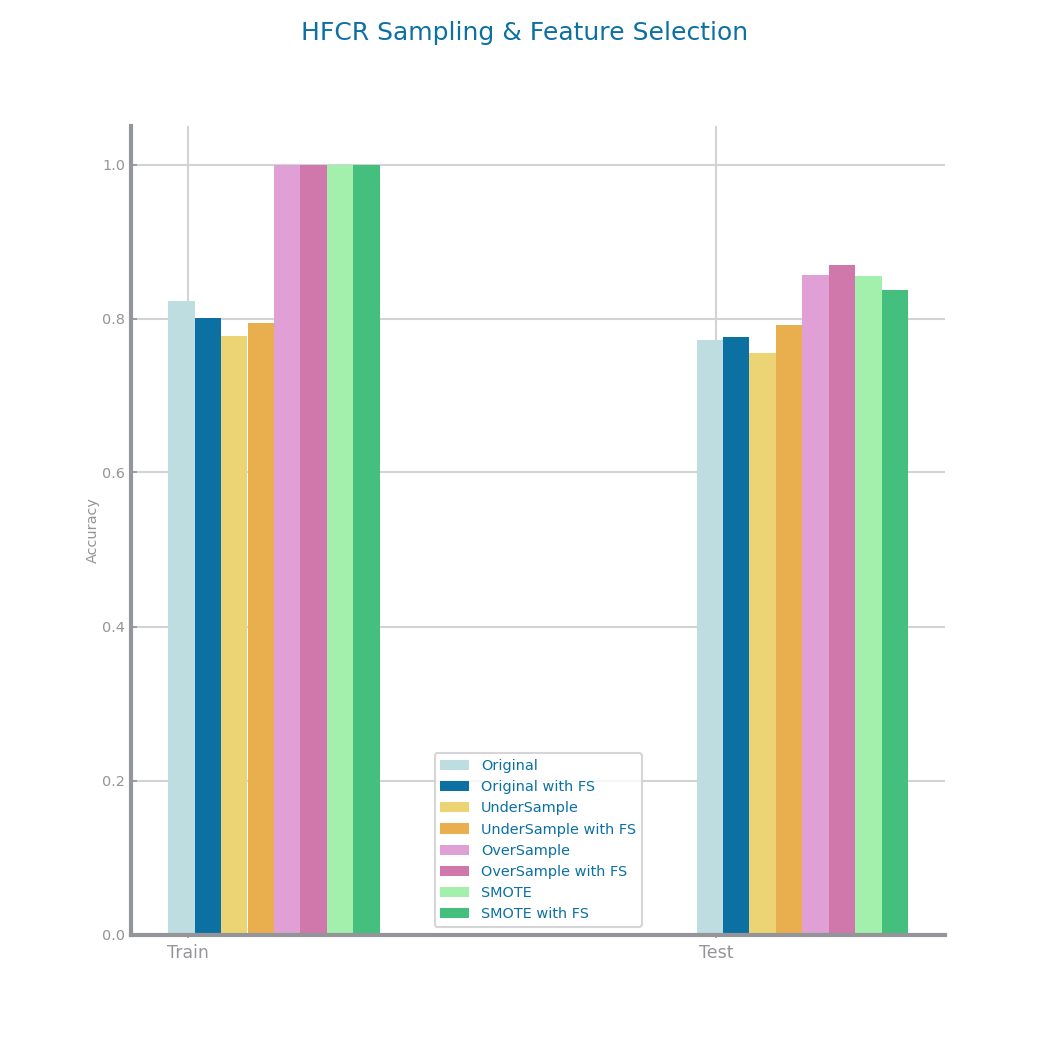 HFCR Sampling & Feature Selection
1.0
0.8
0.6
0.4
0.2
0.0
Accuracy
Original
Original with FS
UnderSample
UnderSample with FS
OverSample
OverSample with FS
SMOTE
SMOTE with FS
Train
Test